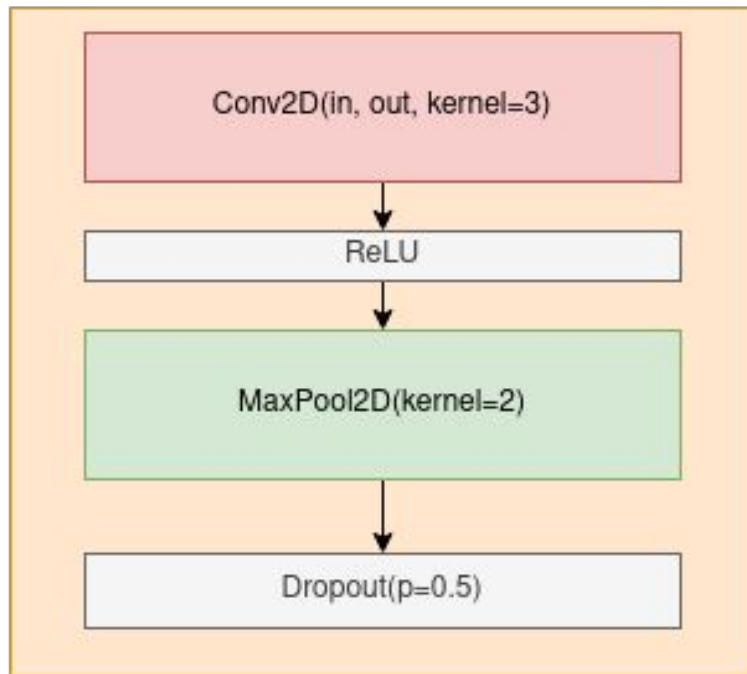 Conv2D(in, out, kernel=3)
ReLU
MaxPool2D(kernel=2)
Dropout(p=0.5)